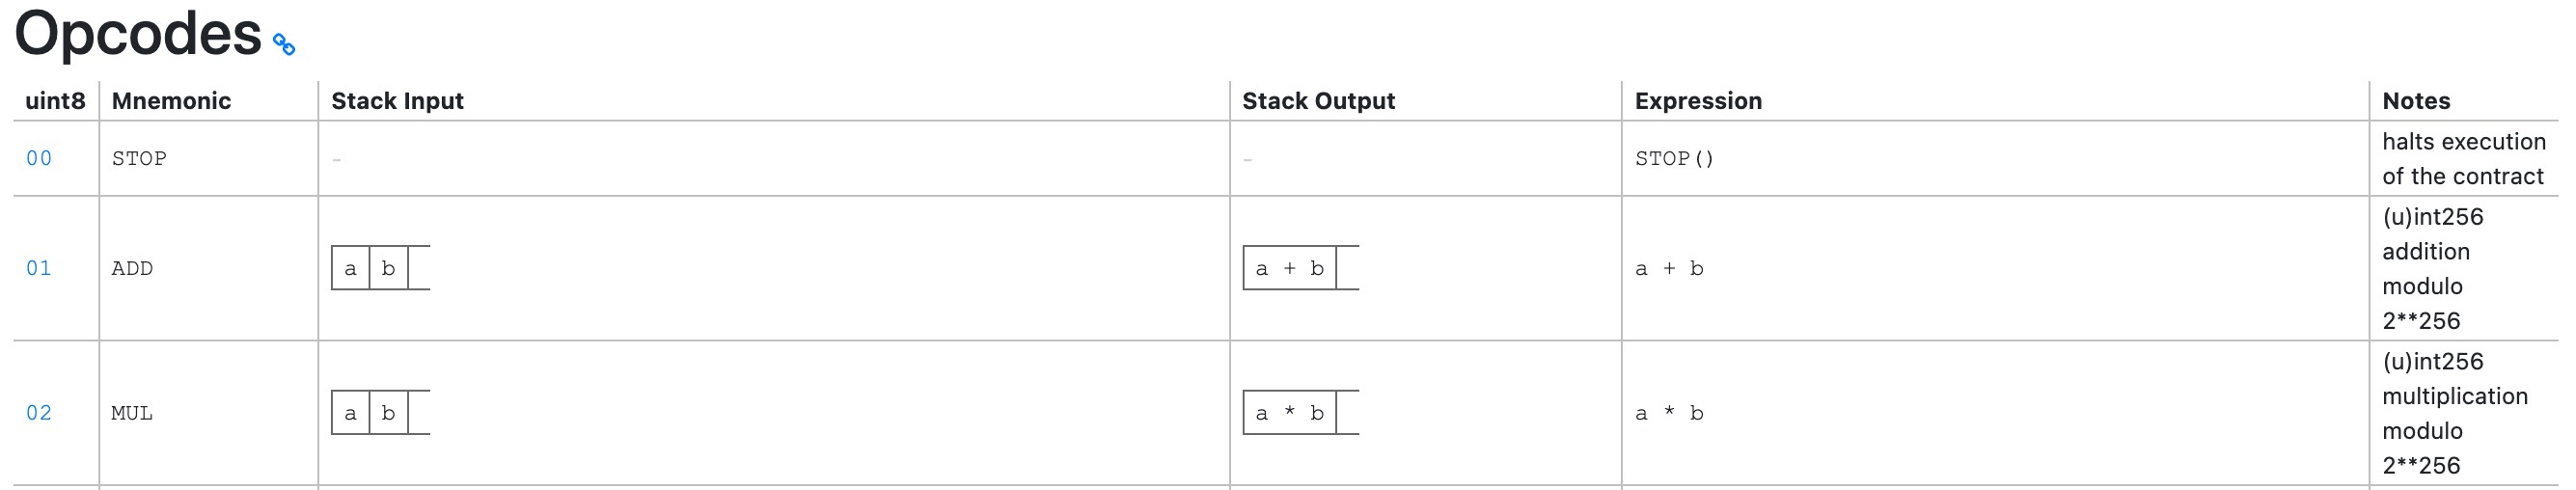 Opcodes
uint8 Mnemonic Stack Input Stack Output Expression Notes
00 STOP - - STOP() halts execution
of the contract
01 ADD a b a + b a + b (u)int256
addition
modulo
2**256
02 MUL a b a * b a * b (u)int256
multiplication
modulo
2**256